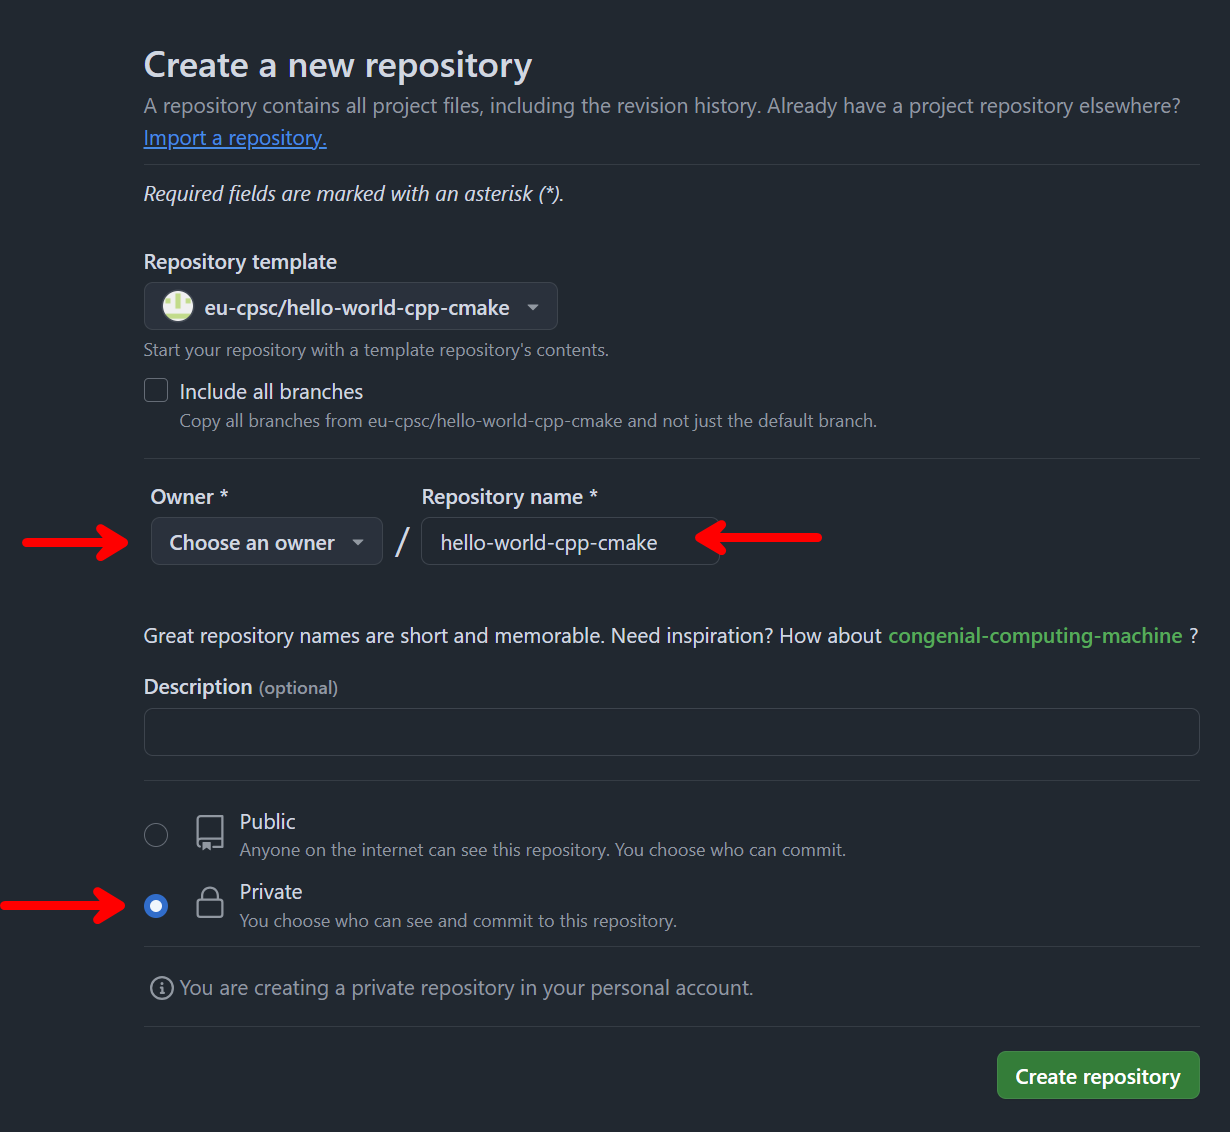 Create a new repository
A repository contains all project files, including the revision history. Already have a project repository elsewhere?
Import a repository.
Required fields are marked with an asterisk (*).
Repository template
eu-cpsc/hello-world-cpp-cmake
Start your repository with a template repository's contents.
Include all branches
Copy all branches from eu-cpsc/hello-world-cpp-cmake and not just the default branch.
Owner * Repository name *
Choose an owner / hello-world-cpp-cmake
Great repository names are short and memorable. Need inspiration? How about congenial-computing-machine ?
Description (optional)
Public
Anyone on the internet can see this repository. You choose who can commit.
Private
You choose who can see and commit to this repository.
You are creating a private repository in your personal account.
Create repository